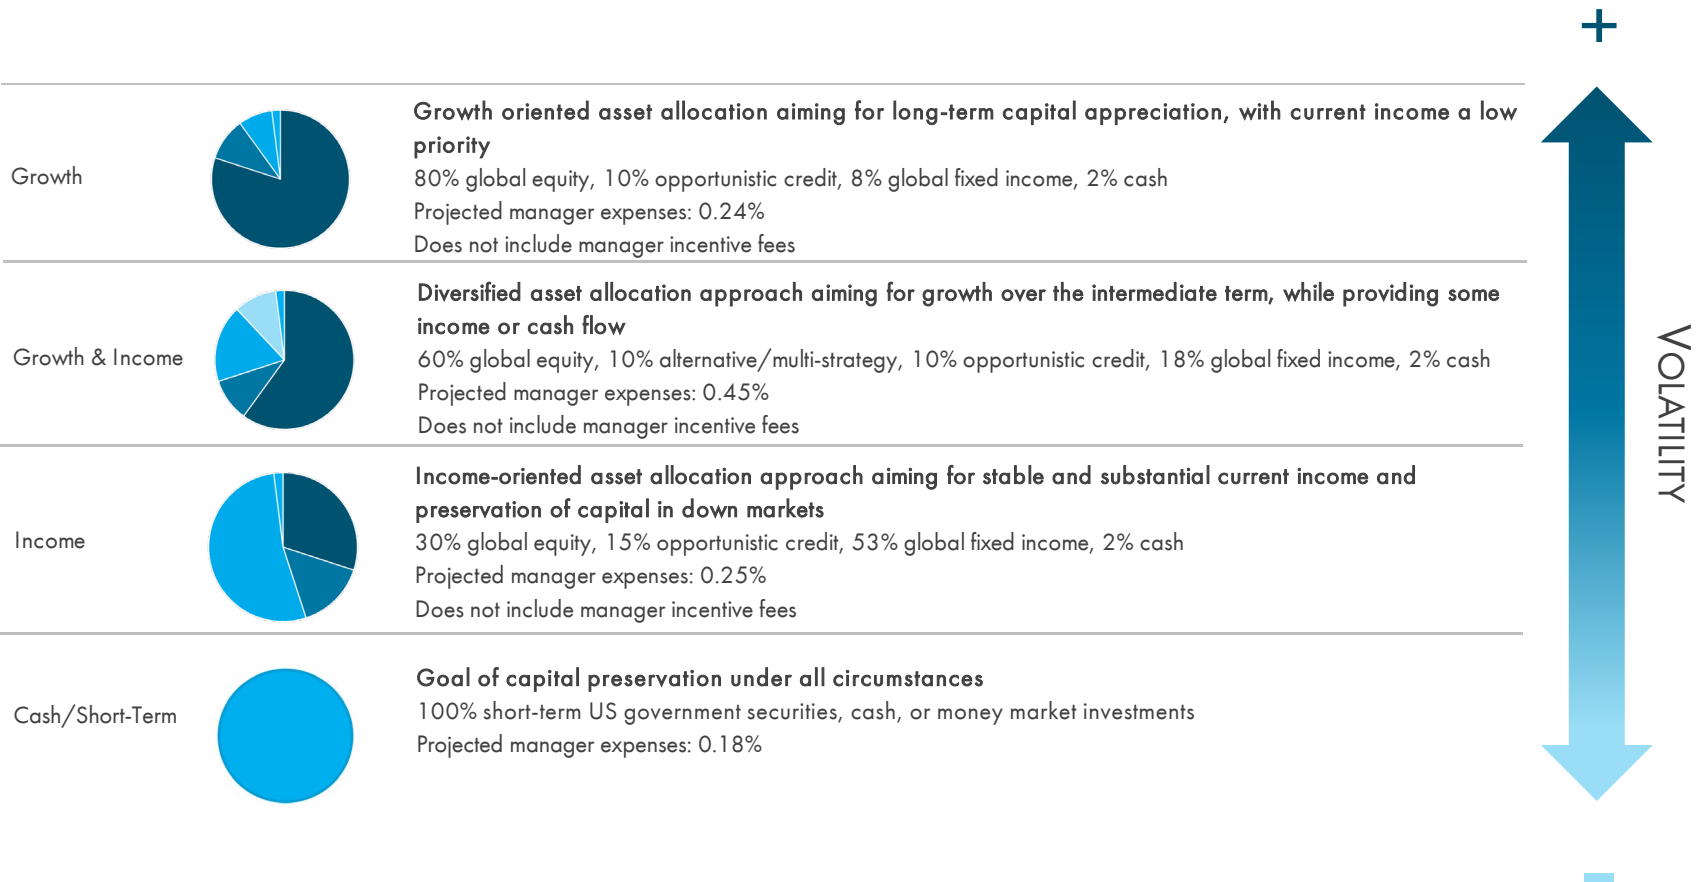 +
Growth
Growth oriented asset allocation aiming for long-term capital appreciation, with current income a low
priority
80% global equity, 10% opportunistic credit, 8% global fixed income, 2% cash
Projected manager expenses: 0.24%
Does not include manager incentive fees
Growth & Income
Diversified asset allocation approach aiming for growth over the intermediate term, while providing some
income or cash flow
60% global equity, 10% alternative/multi-strategy, 10% opportunistic credit, 18% global fixed income, 2% cash
Projected manager expenses: 0.45%
Does not include manager incentive fees
Income
Income-oriented asset allocation approach aiming for stable and substantial current income and
preservation of capital in down markets
30% global equity, 15% opportunistic credit, 53% global fixed income, 2% cash
Projected manager expenses: 0.25%
Does not include manager incentive fees
Cash/Short-Term
Goal of capital preservation under all circumstances
100% short-term US government securities, cash, or money market investments
Projected manager expenses: 0.18%
VOLATILITY
-